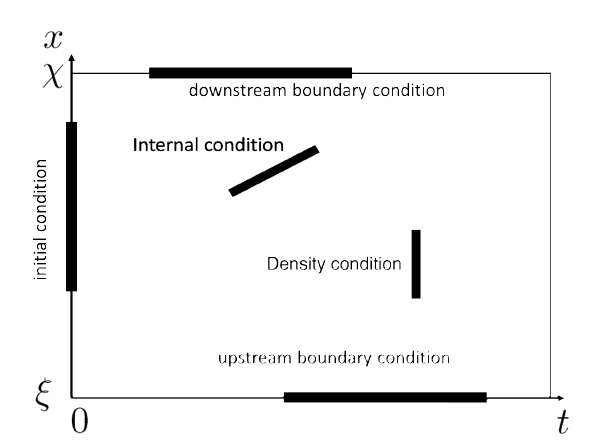 x
χ
downstream boundary condition
Internal condition
initial condition
Density condition
upstream boundary condition
ξ
0
t